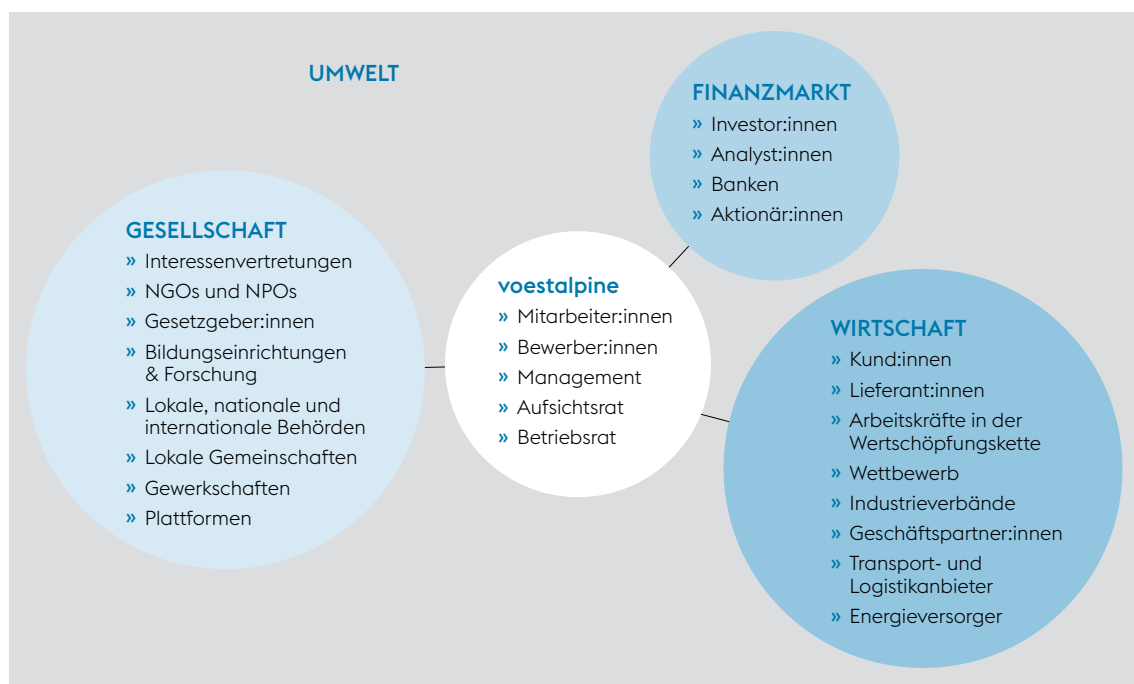 UMWELT
FINANZMARKT
» Investor:innen
» Analyst:innen
» Banken
» Aktionär:innen
GESELLSCHAFT
» Interessenvertretungen
» NGOs und NPOs
» Gesetzgeber:innen
» Bildungseinrichtungen
& Forschung
» Lokale, nationale und
internationale Behörden
» Lokale Gemeinschaften
» Gewerkschaften
» Plattformen
voestalpine
» Mitarbeiter:innen
» Bewerber:innen
» Management
» Aufsichtsrat
» Betriebsrat
WIRTSCHAFT
» Kund:innen
» Lieferant:innen
» Arbeitskräfte in der
Wertschöpfungskette
» Wettbewerb
» Industrieverbände
» Geschäftspartner:innen
» Transport- und
Logistikanbieter
» Energieversorger